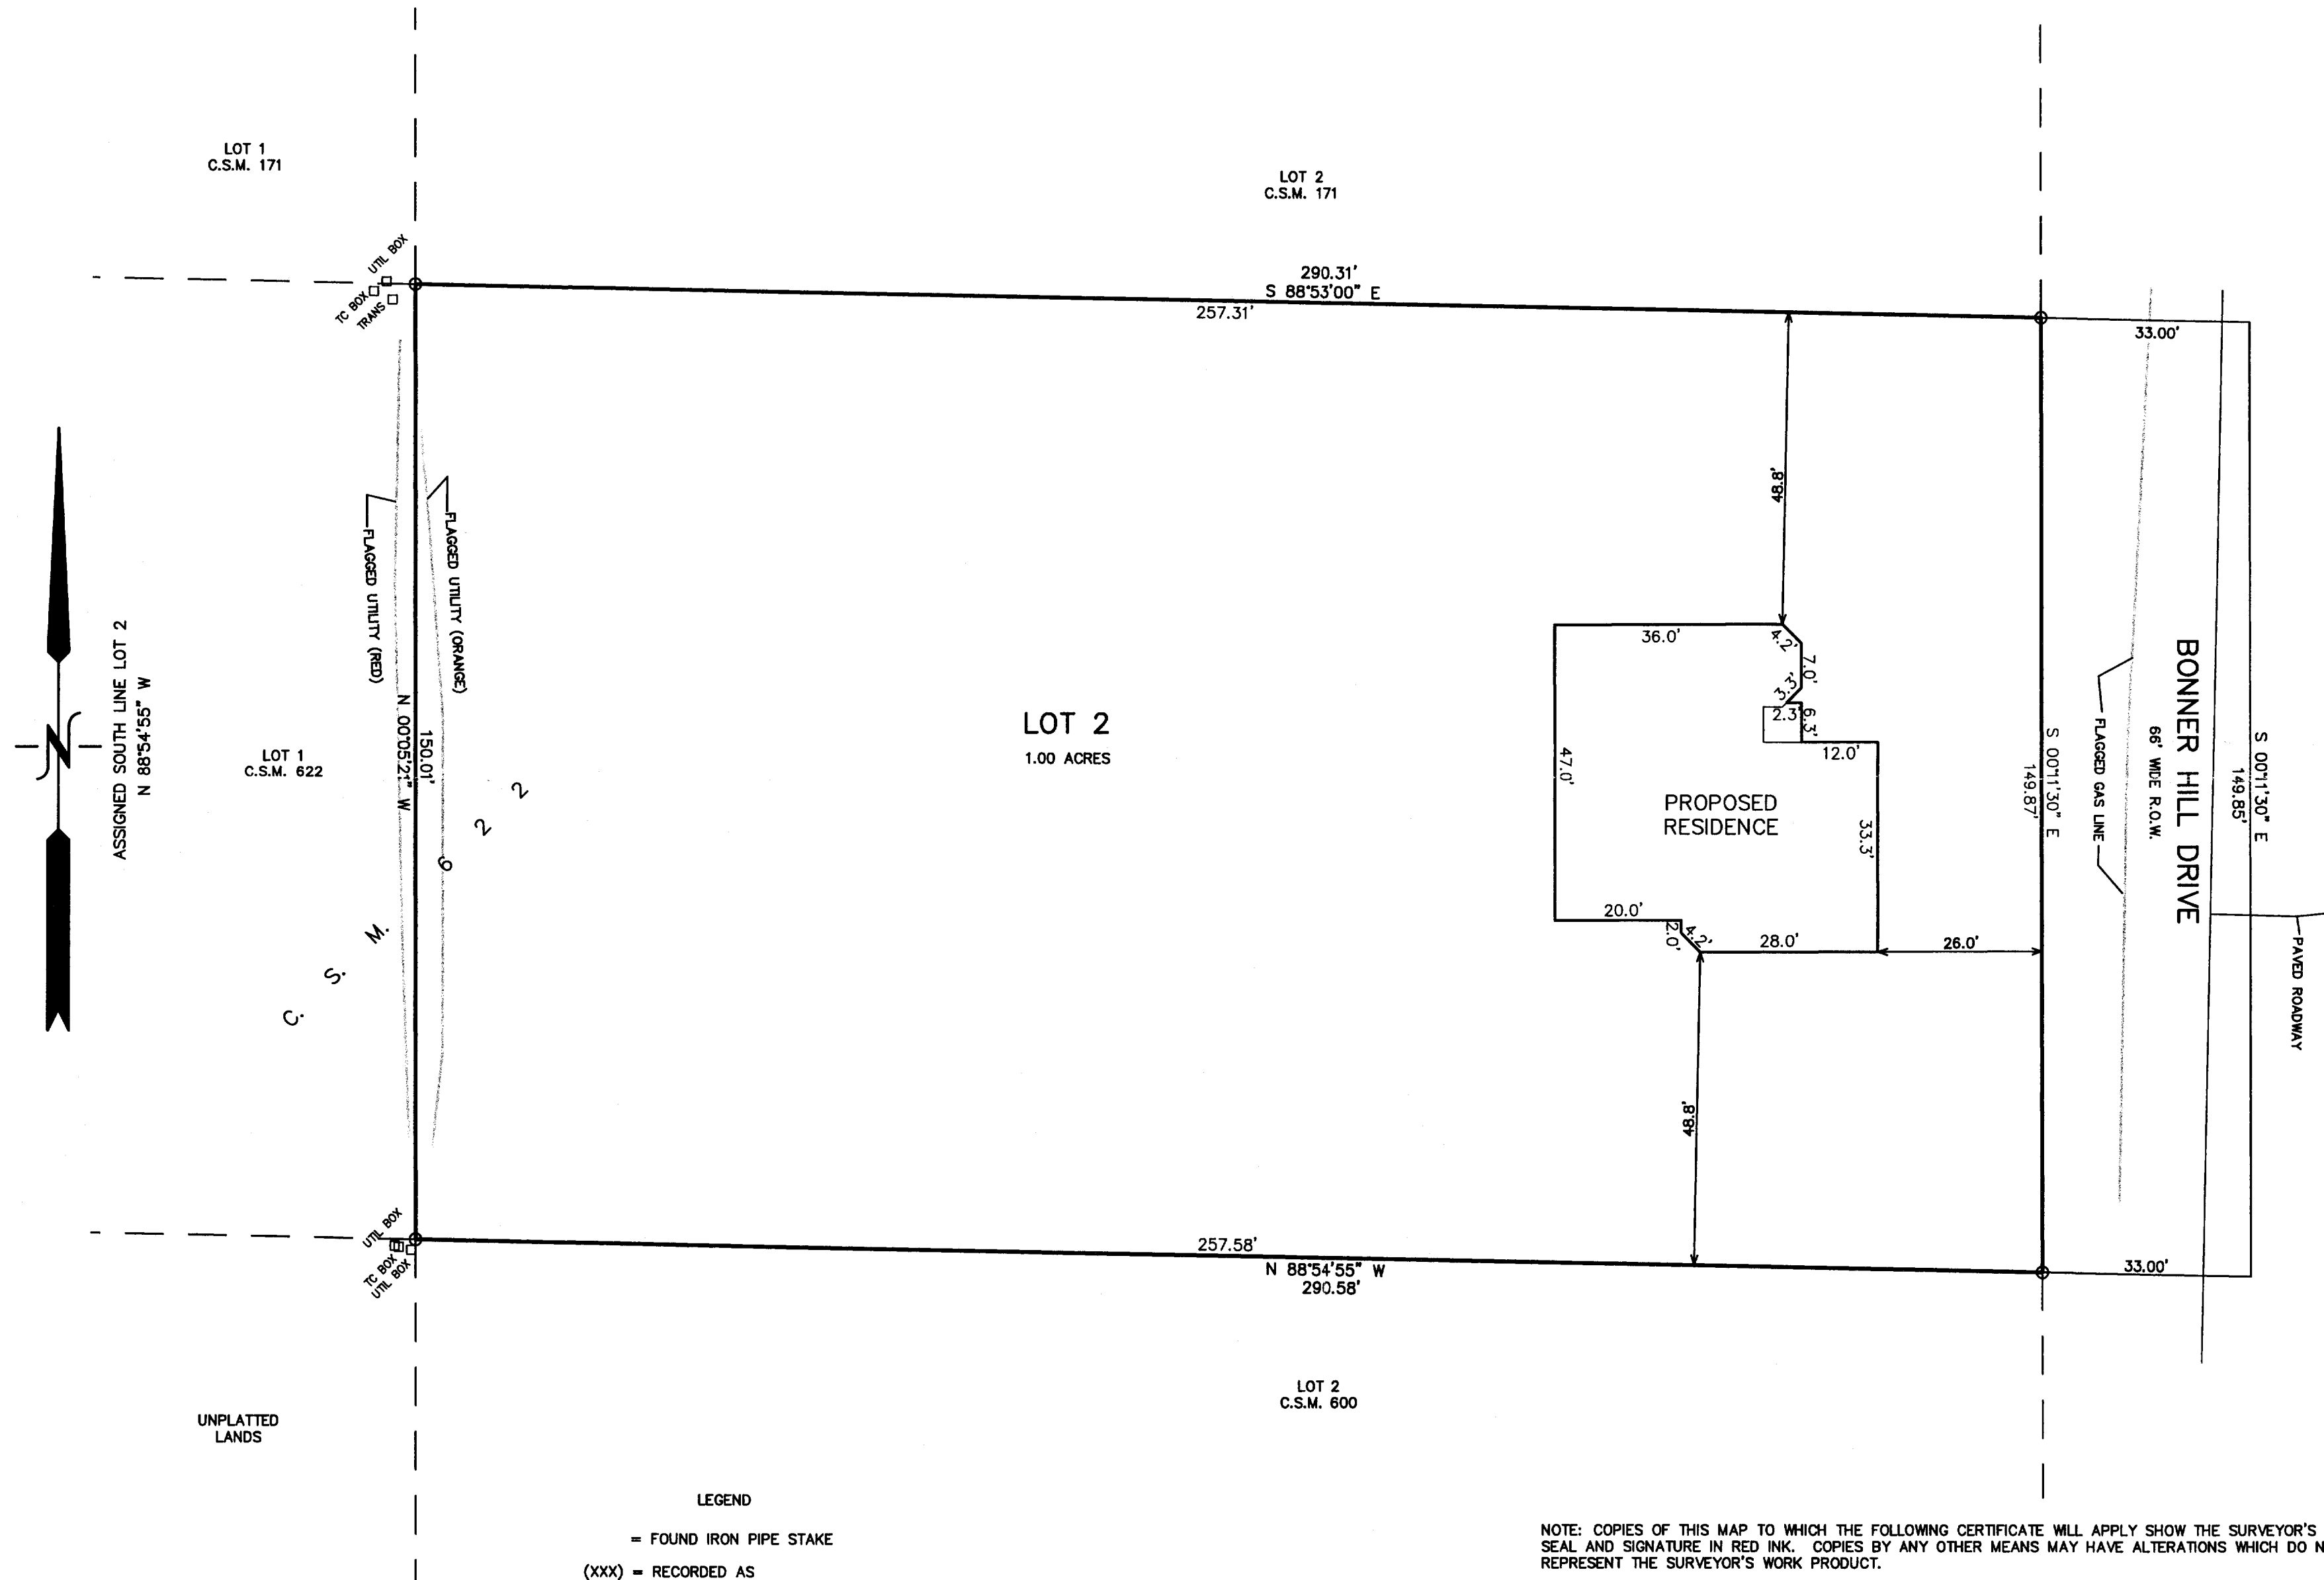 LOT 1
C.S.M. 171
LOT 2
C.S.M. 171
UTIL BOX
TC BOX
TRANS
290.31'
S 88°53'00" E
257.31'
33.00'
48.8'
FLAGGED UTILITY (RED)
FLAGGED UTILITY (ORANGE)
N
ASSIGNED SOUTH LINE LOT 2
N 88°54'55" W
LOT 1
C.S.M. 622
150.01'
N 00°05'21" W
C. S. M. 6 2 2
LOT 2
1.00 ACRES
36.0'
4.2'
7.0'
3.3'
2.3'
6.3'
12.0'
47.0'
33.3'
PROPOSED
RESIDENCE
20.0'
2.0'
4.2'
28.0'
26.0'
48.8'
S 00°11'30" E
149.87'
FLAGGED GAS LINE
BONNER HILL DRIVE
66' WIDE R.O.W.
S 00°11'30" E
149.85'
PAVED ROADWAY
UTIL BOX
TC BOX
UTIL BOX
257.58'
N 88°54'55" W
290.58'
33.00'
LOT 2
C.S.M. 600
UNPLATTED
LANDS
LEGEND
= FOUND IRON PIPE STAKE
(XXX) = RECORDED AS
NOTE: COPIES OF THIS MAP TO WHICH THE FOLLOWING CERTIFICATE WILL APPLY SHOW THE SURVEYOR'S
SEAL AND SIGNATURE IN RED INK. COPIES BY ANY OTHER MEANS MAY HAVE ALTERATIONS WHICH DO N
REPRESENT THE SURVEYOR'S WORK PRODUCT.